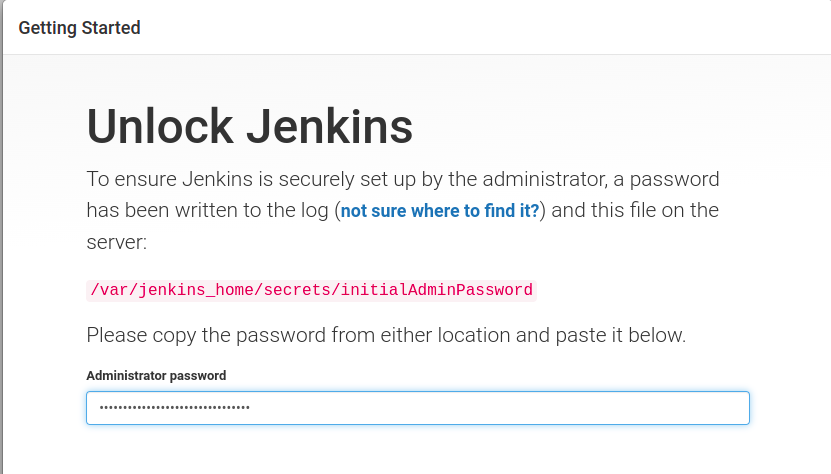 Getting Started
Unlock Jenkins
To ensure Jenkins is securely set up by the administrator, a password
has been written to the log (not sure where to find it?) and this file on the
server:
/var/jenkins_home/secrets/initialAdminPassword
Please copy the password from either location and paste it below.
Administrator password
••••••••••••••••••••••••••••••••